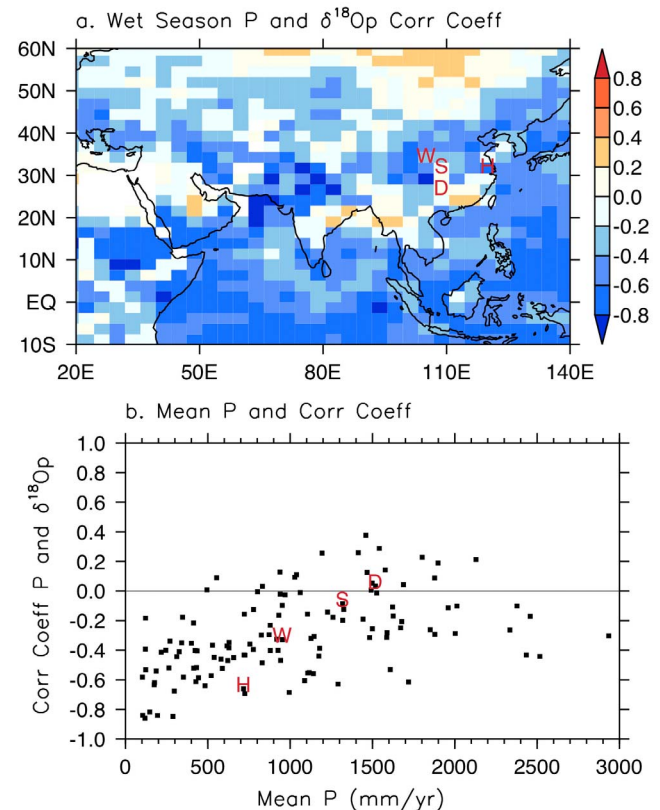 a. Wet Season P and δ¹⁸Op Corr Coeff
60N
50N
40N
30N
20N
10N
EQ
10S
20E 50E 80E 110E 140E
W
S
D
H
0.8
0.6
0.4
0.2
0.0
-0.2
-0.4
-0.6
-0.8
b. Mean P and Corr Coeff
Corr Coeff P and δ¹⁸Op
1.0
0.8
0.6
0.4
0.2
0.0
-0.2
-0.4
-0.6
-0.8
-1.0
D
S
W
H
0 500 1000 1500 2000 2500 3000
Mean P (mm/yr)